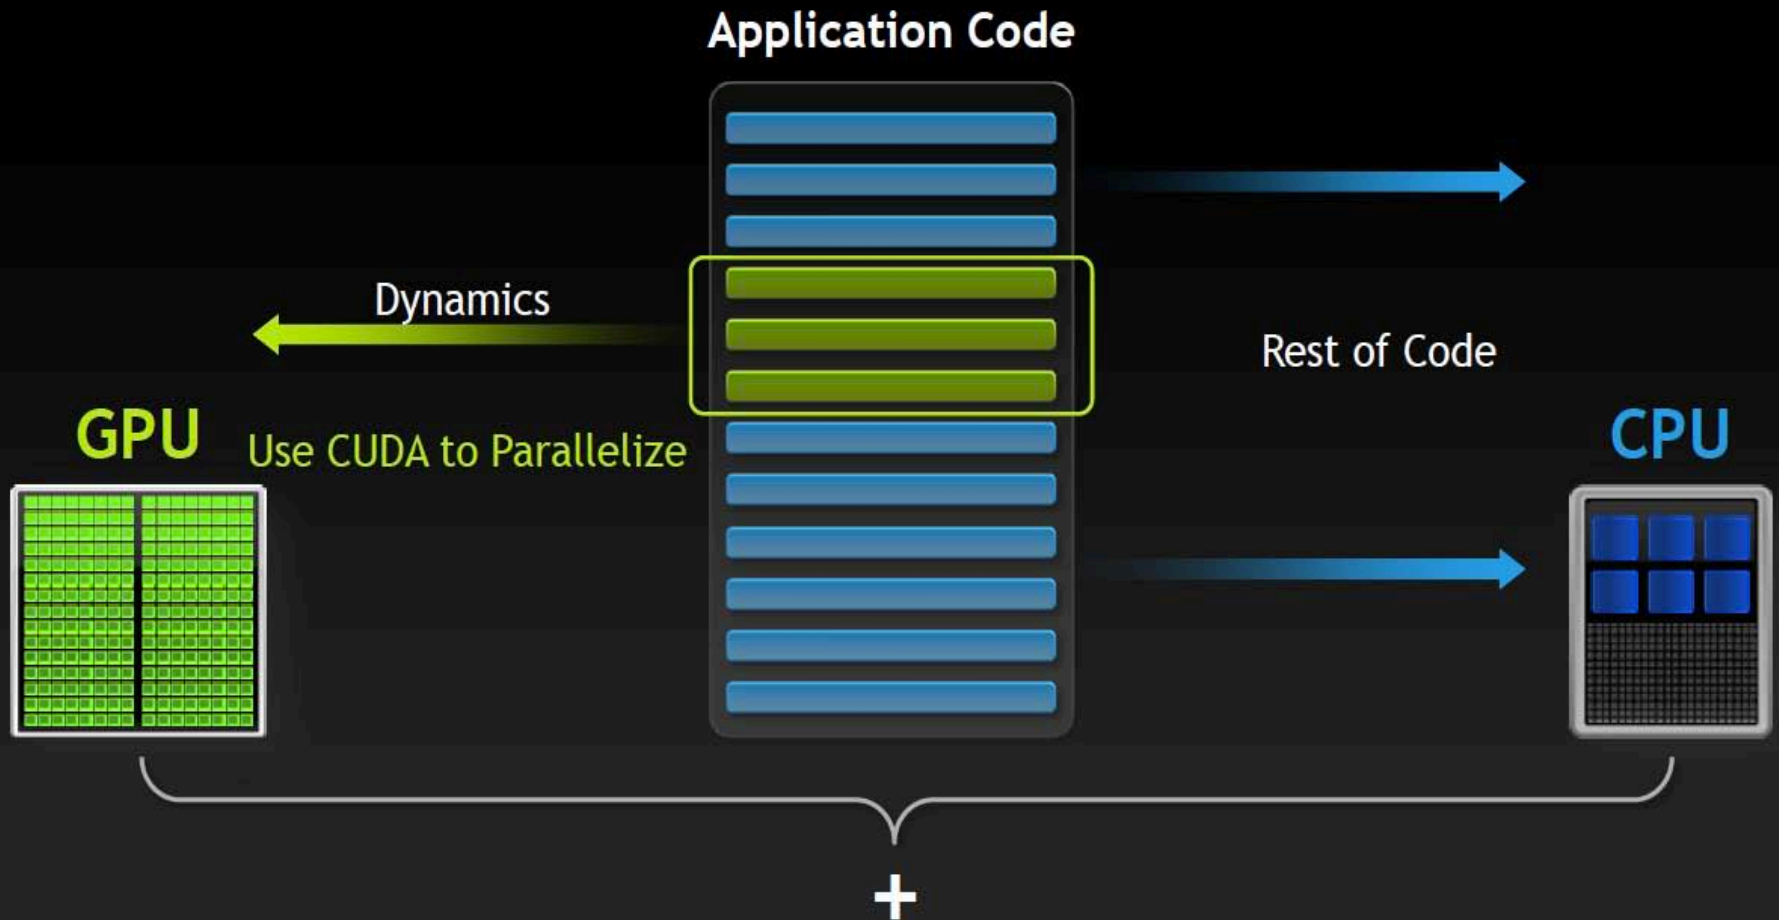 Application Code
Dynamics
Rest of Code
GPU
Use CUDA to Parallelize
CPU
+